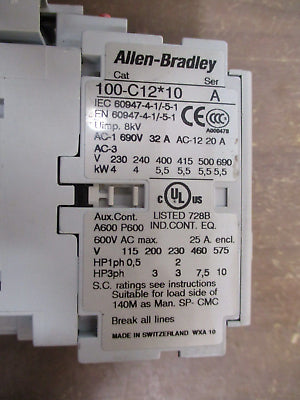 Allen-Bradley
Cat Ser
100-C12*10 A
IEC 60947-4-1/-5-1
EN 60947-4-1/-5-1
Uimp. 8kV
CE CCC
A000478
AC-1 690V 32 A AC-12 20 A
AC-3
V 230 240 400 415 500 690
kW 4 4 5,5 5,5 5,5 5,5
C UL US
Aux.Cont. LISTED 728B
A600 P600 IND.CONT. EQ.
600V AC max. 25 A encl.
V 115 200 230 460 575
HP1ph 0,5 2
HP3ph 3 3 7,5 10
S.C. ratings see instructions
Suitable for load side of
140M as Man. SP- CMC
Break all lines
MADE IN SWITZERLAND WXA 10